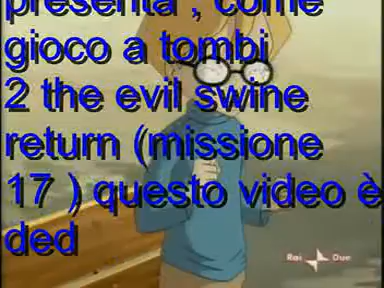 presenta , come
gioco a tombi
2 the evil swine
return (missione
17 ) questo video è
ded
Rai Due